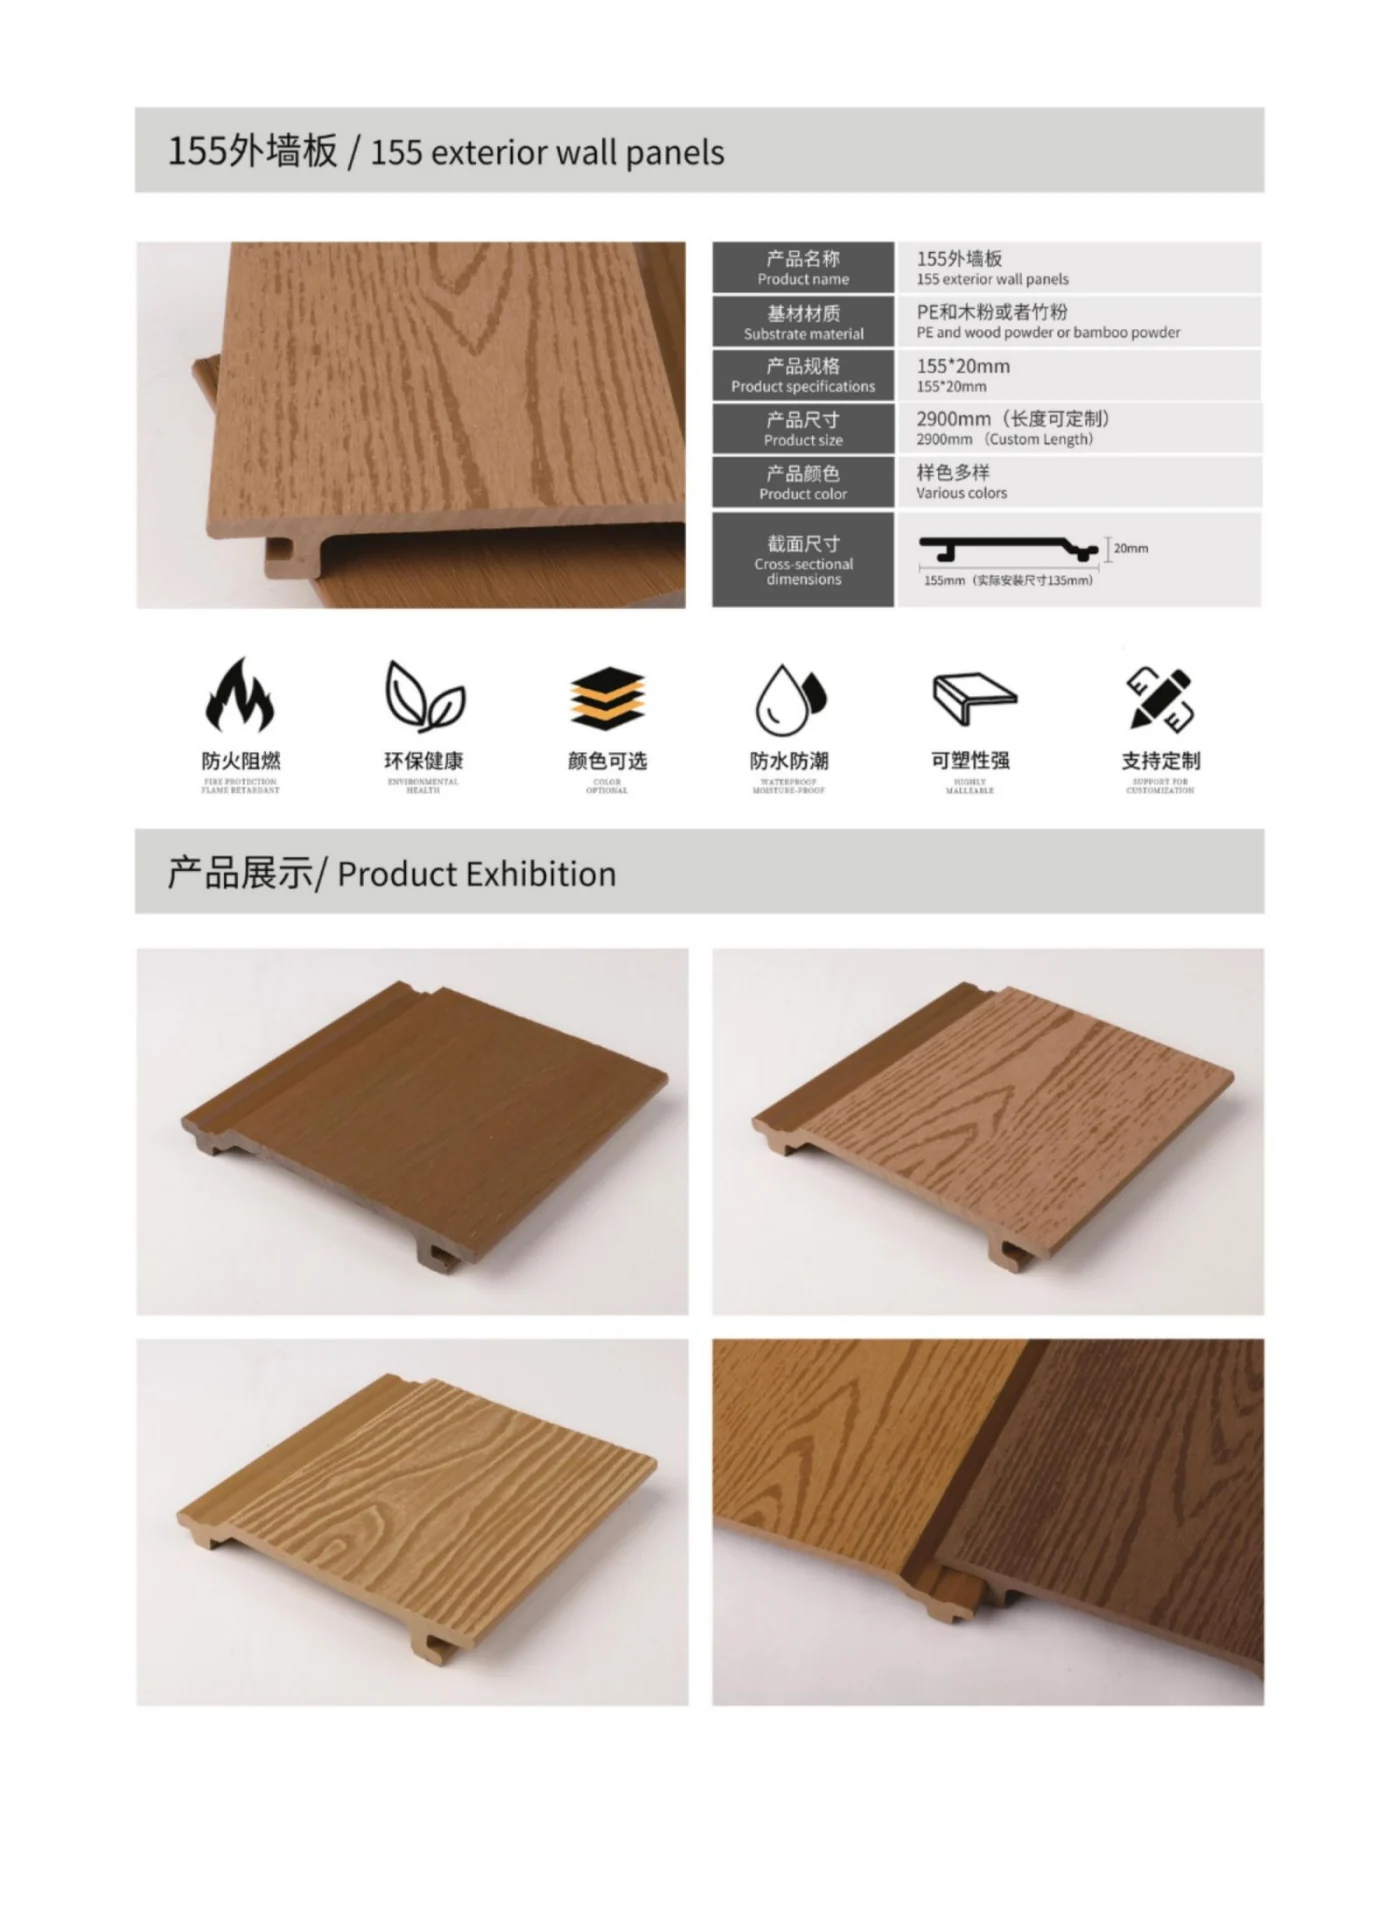 155外墙板 / 155 exterior wall panels
产品名称
Product name
155外墙板
155 exterior wall panels
基材材质
Substrate material
PE和木粉或者竹粉
PE and wood powder or bamboo powder
产品规格
Product specifications
155*20mm
155*20mm
产品尺寸
Product size
2900mm（长度可定制）
2900mm （Custom Length）
产品颜色
Product color
样色多样
Various colors
截面尺寸
Cross-sectional
dimensions
20mm
155mm（实际安装尺寸135mm）
防火阻燃
FIRE PROTECTION
FLAME RETARDANT
环保健康
ENVIRONMENTAL
HEALTH
颜色可选
COLOR
OPTIONAL
防水防潮
WATERPROOF
MOISTURE-PROOF
可塑性强
HIGHLY
MALLEABLE
支持定制
SUPPORT FOR
CUSTOMIZATION
产品展示/ Product Exhibition